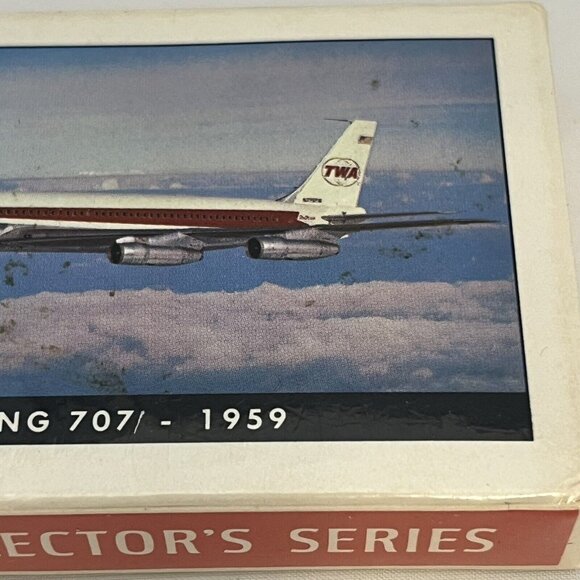 TWA
NG 707/ - 1959
ECTOR'S SERIES